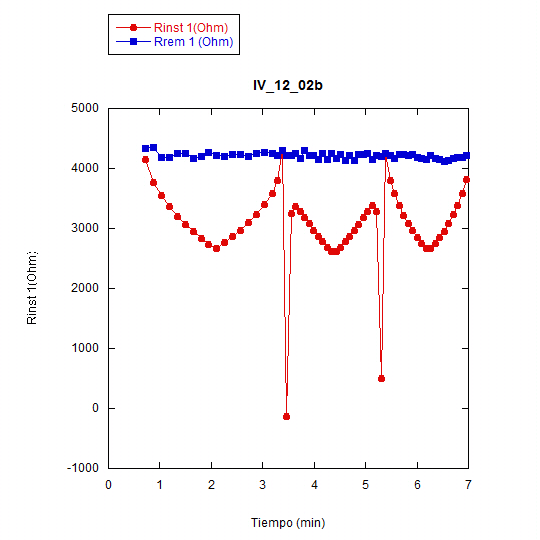 Rinst 1(Ohm)
Rrem 1 (Ohm)
IV_12_02b
5000
4000
3000
2000
1000
0
-1000
Rinst 1(Ohm)
0 1 2 3 4 5 6 7
Tiempo (min)